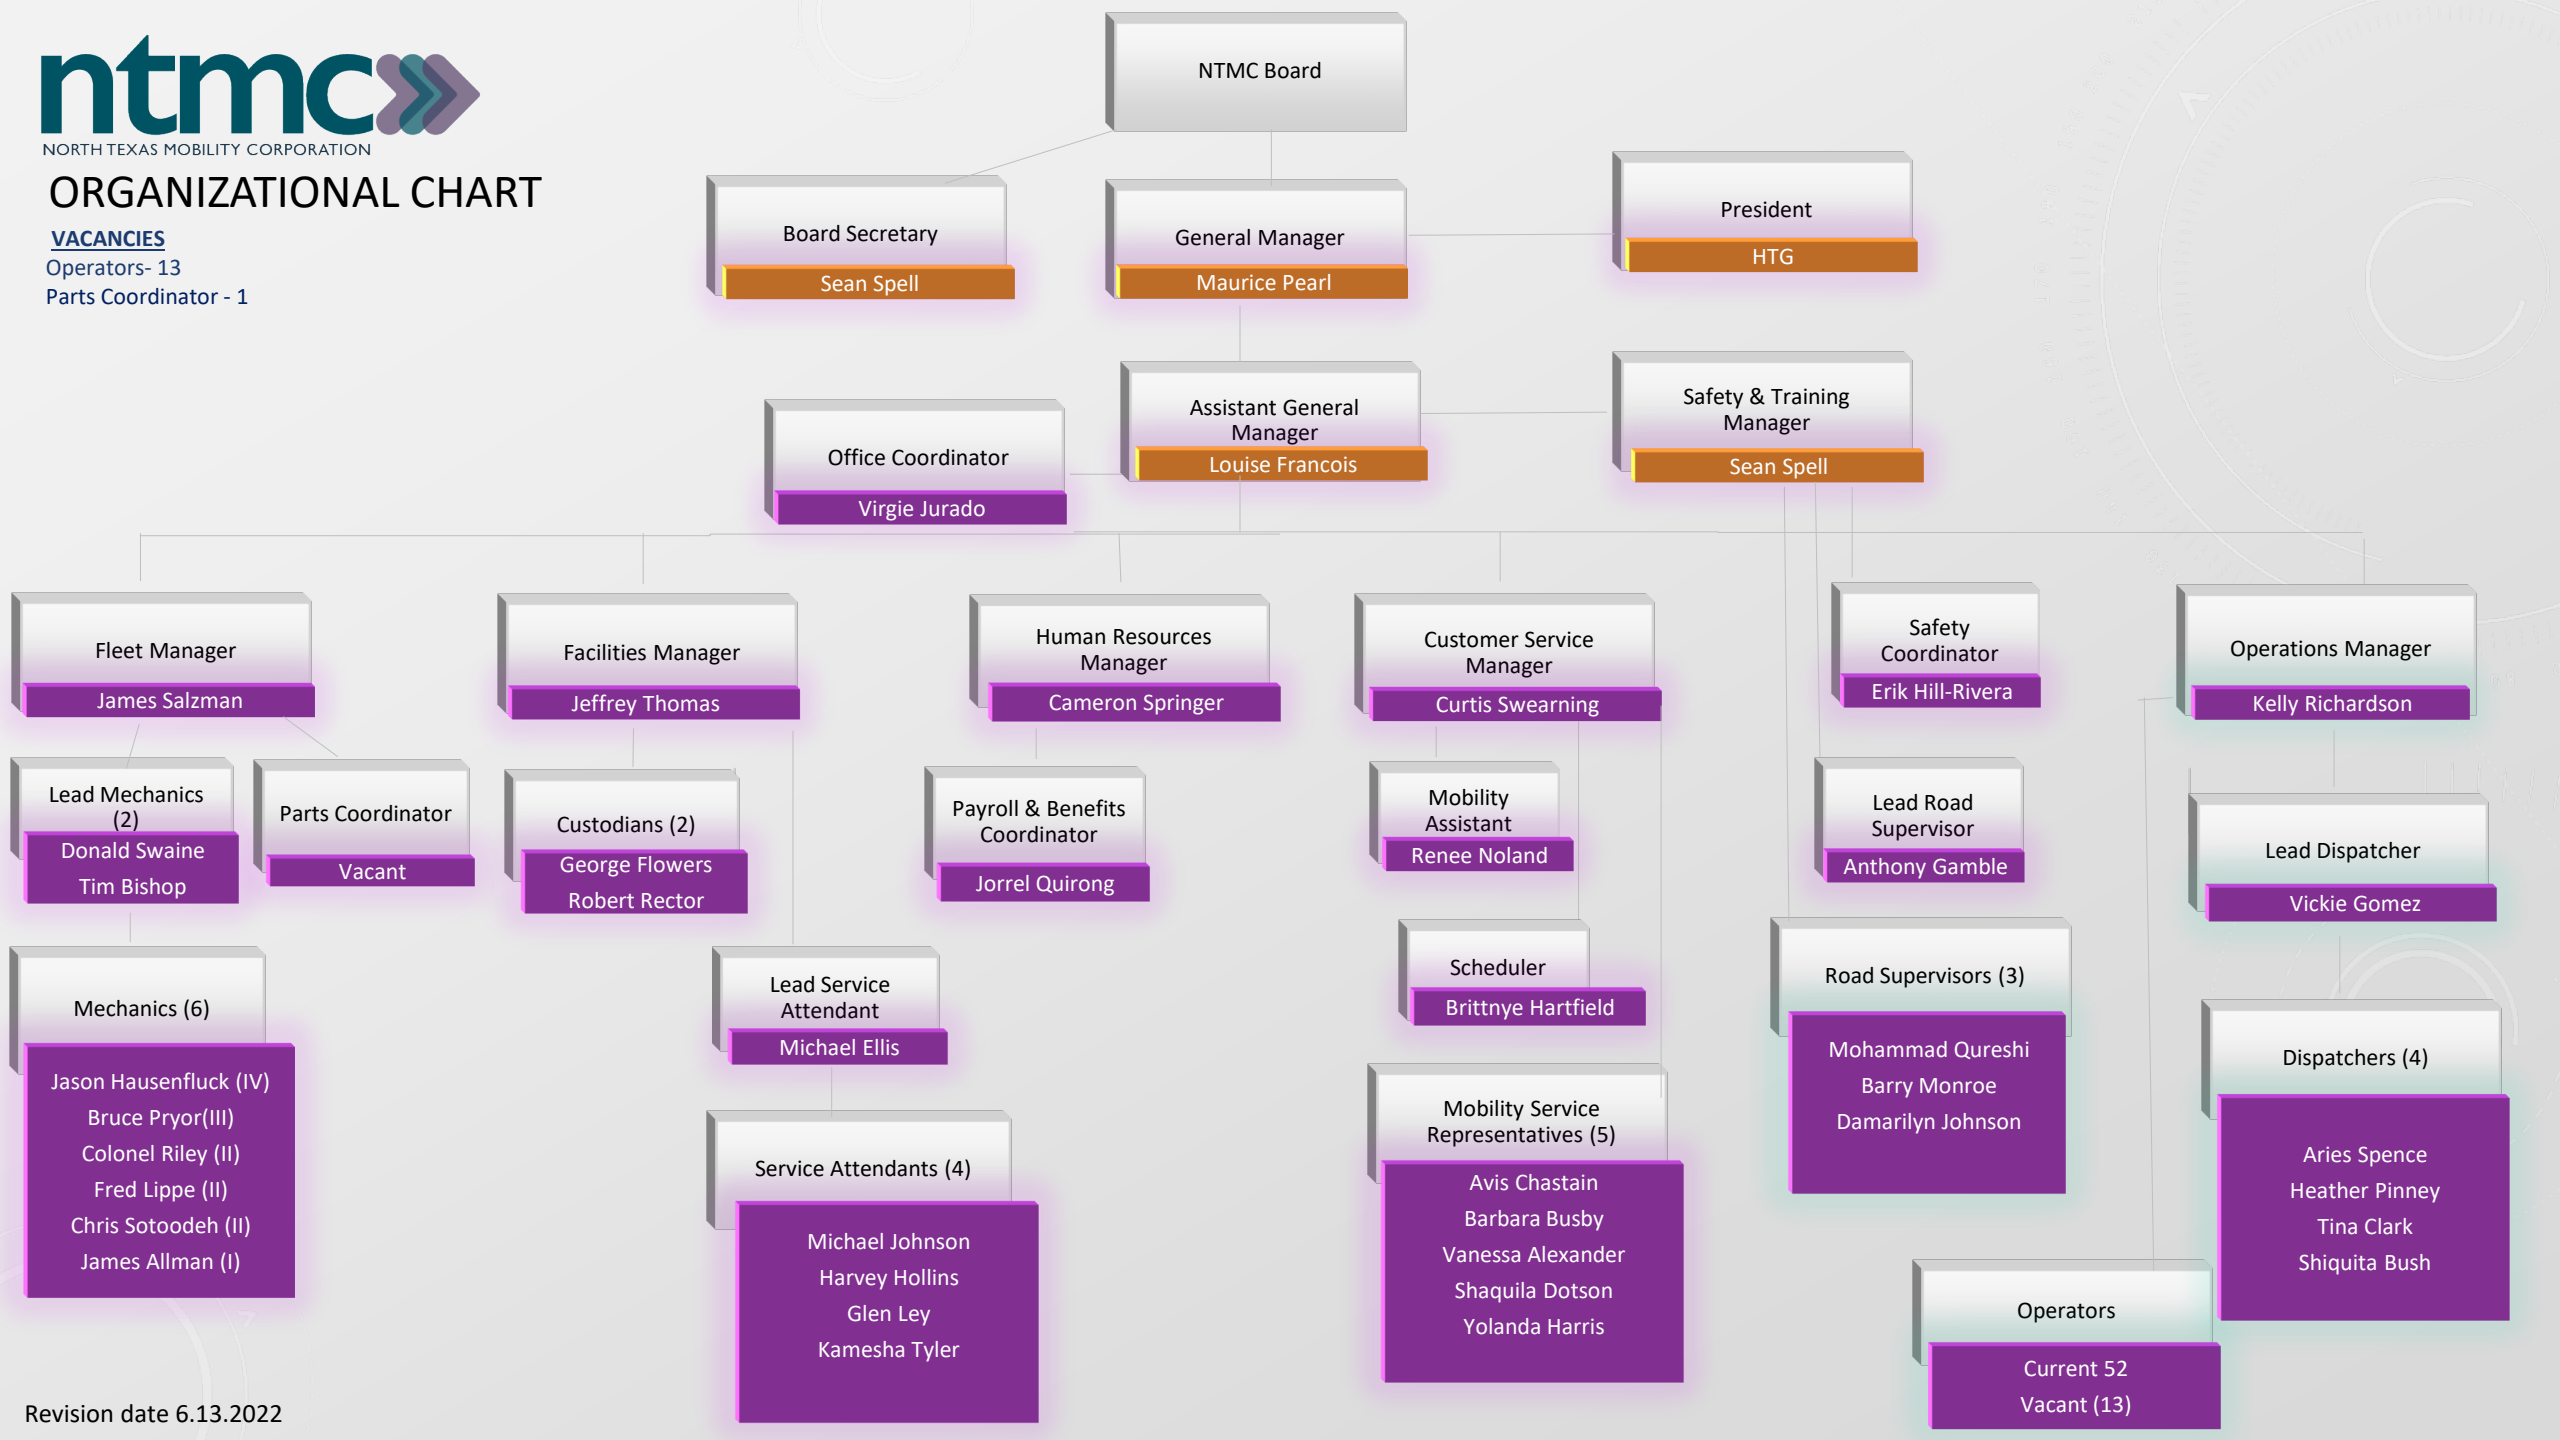 ntmc
NORTH TEXAS MOBILITY CORPORATION
ORGANIZATIONAL CHART
VACANCIES
Operators- 13
Parts Coordinator - 1
NTMC Board
Board Secretary
Sean Spell
General Manager
Maurice Pearl
President
HTG
Office Coordinator
Virgie Jurado
Assistant General
Manager
Louise Francois
Safety & Training
Manager
Sean Spell
Fleet Manager
James Salzman
Facilities Manager
Jeffrey Thomas
Human Resources
Manager
Cameron Springer
Customer Service
Manager
Curtis Swearning
Safety
Coordinator
Erik Hill-Rivera
Operations Manager
Kelly Richardson
Lead Mechanics
(2)
Donald Swaine
Tim Bishop
Parts Coordinator
Vacant
Custodians (2)
George Flowers
Robert Rector
Payroll & Benefits
Coordinator
Jorrel Quirong
Mobility
Assistant
Renee Noland
Lead Road
Supervisor
Anthony Gamble
Lead Dispatcher
Vickie Gomez
Mechanics (6)
Jason Hausenfluck (IV)
Bruce Pryor(III)
Colonel Riley (II)
Fred Lippe (II)
Chris Sotoodeh (II)
James Allman (I)
Lead Service
Attendant
Michael Ellis
Service Attendants (4)
Michael Johnson
Harvey Hollins
Glen Ley
Kamesha Tyler
Scheduler
Brittnye Hartfield
Mobility Service
Representatives (5)
Avis Chastain
Barbara Busby
Vanessa Alexander
Shaquila Dotson
Yolanda Harris
Road Supervisors (3)
Mohammad Qureshi
Barry Monroe
Damarilyn Johnson
Dispatchers (4)
Aries Spence
Heather Pinney
Tina Clark
Shiquita Bush
Operators
Current 52
Vacant (13)
Revision date 6.13.2022